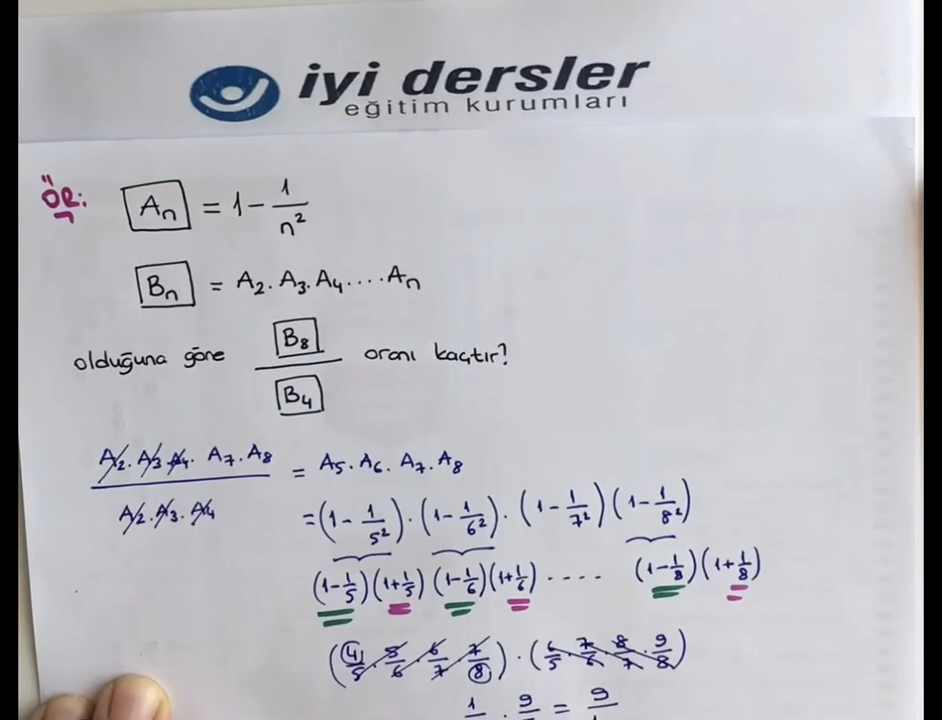 iyi dersler
eğitim kurumları
ÖR:
Aₙ = 1 - 1/n²
Bₙ = A₂. A₃. A₄ .... Aₙ
olduğuna göre B₈/B₄ oranı kaçtır?
A₂. A₃. A₄. A₇. A₈ / A₂. A₃. A₄ = A₅. A₆. A₇. A₈
= (1 - 1/5²) . (1 - 1/6²) . (1 - 1/7²) (1 - 1/8²)
(1 - 1/5) (1 + 1/5) (1 - 1/6) (1 + 1/6) .... (1 - 1/8) (1 + 1/8)
(4/5 . 5/6 . 6/7 . 7/8) . (6/5 . 7/6 . 8/7 . 9/8)
1 . 9 = 9